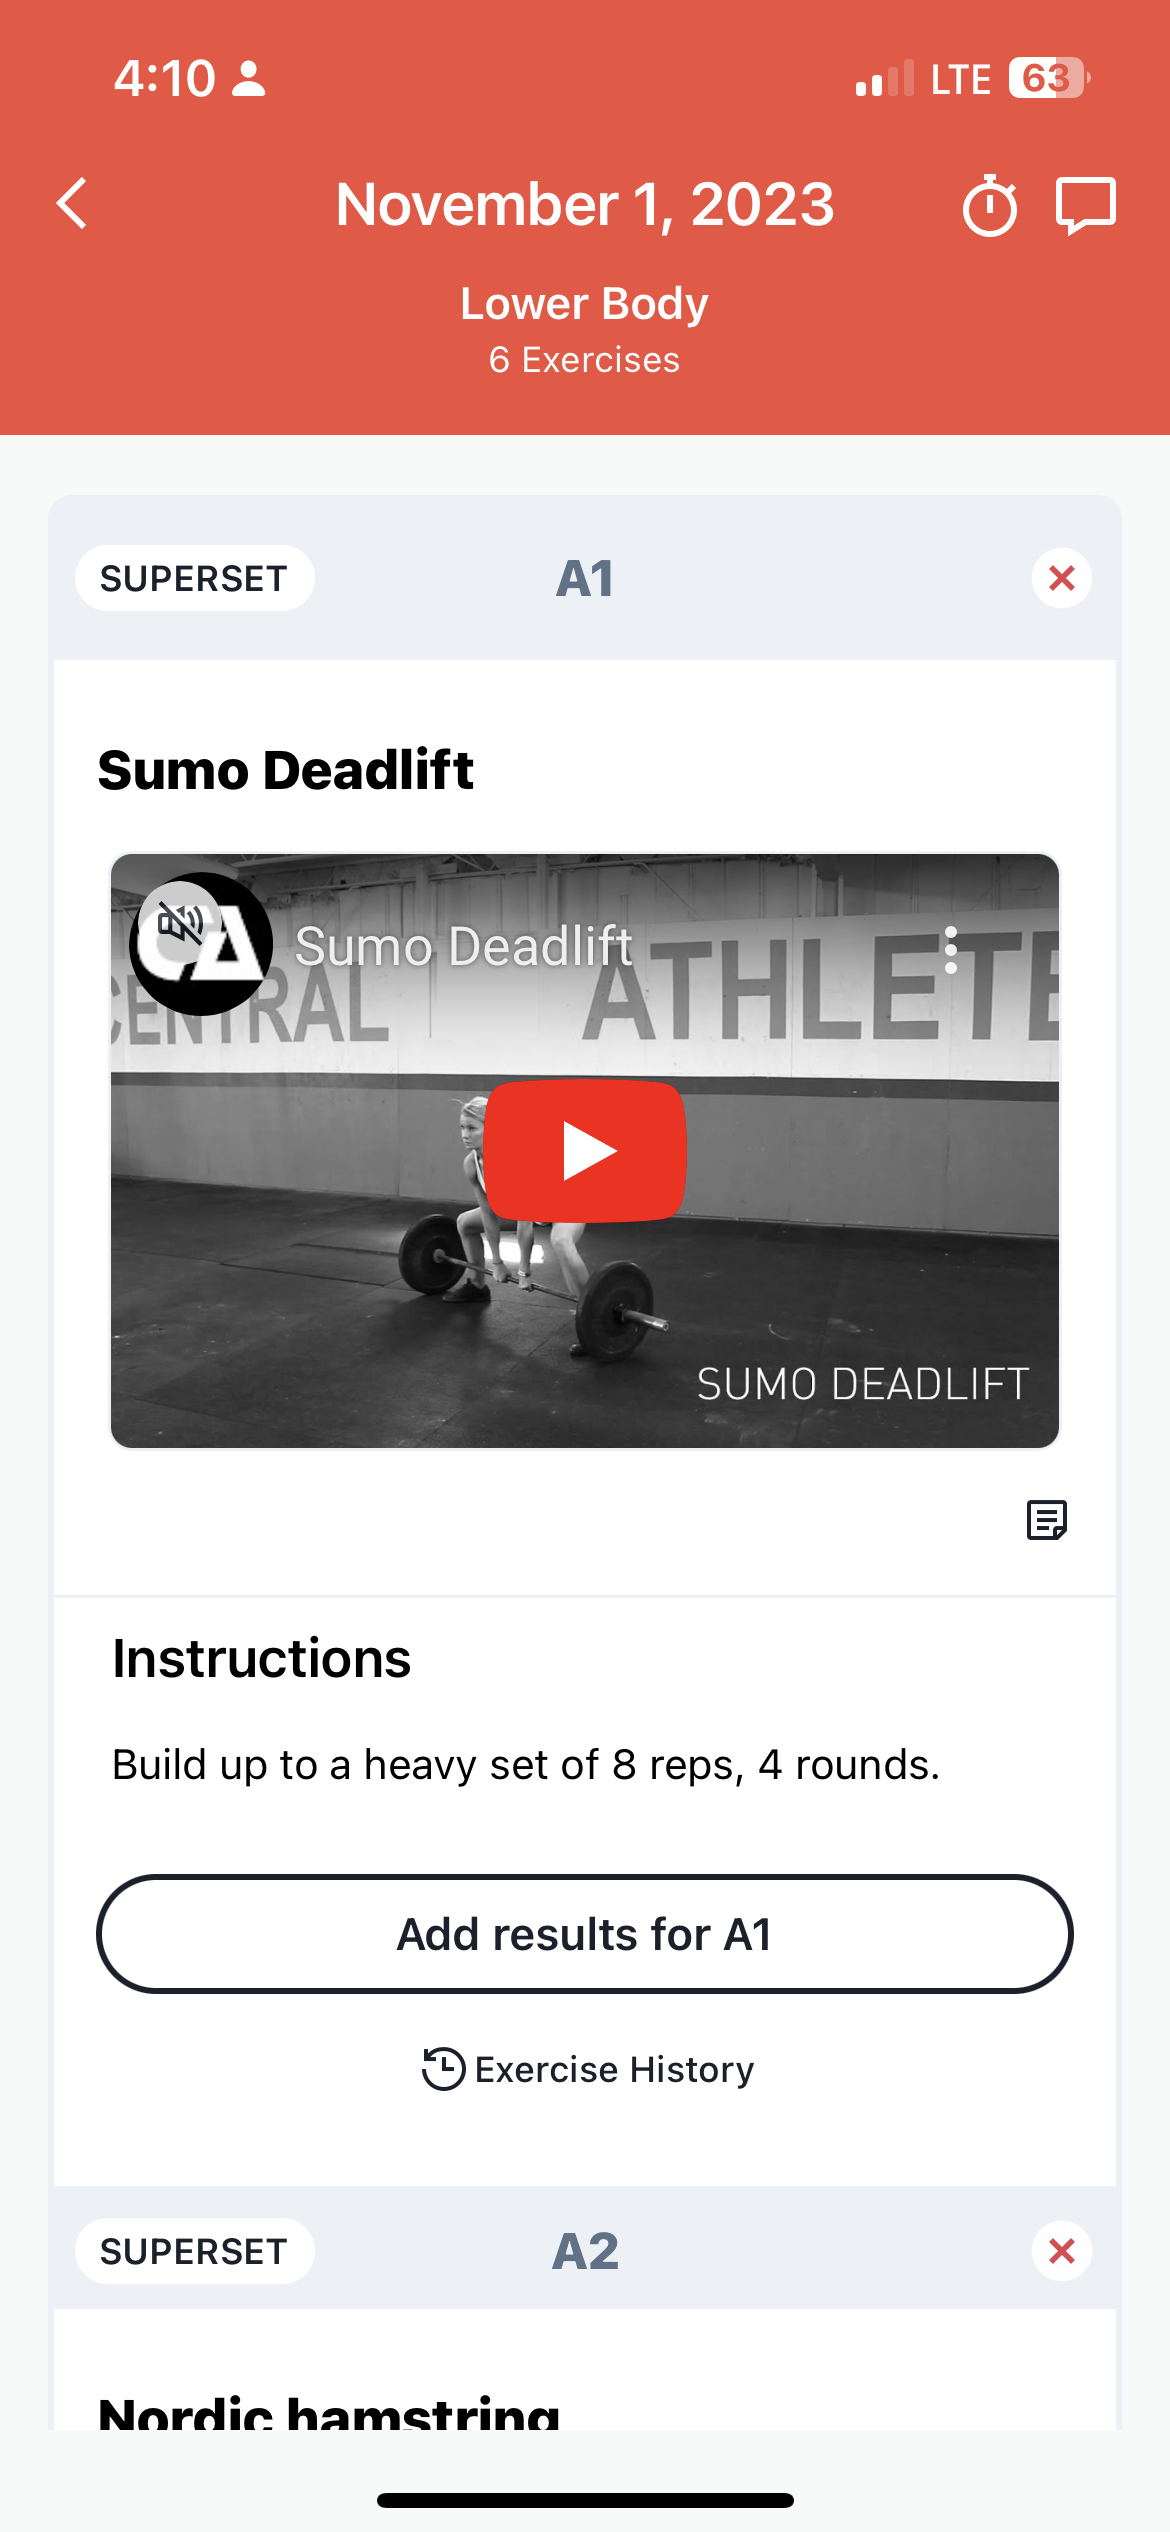 4:10
LTE 63
November 1, 2023
Lower Body
6 Exercises
SUPERSET A1
Sumo Deadlift
CA Sumo Deadlift
CENTRAL ATHLETE
SUMO DEADLIFT
Instructions
Build up to a heavy set of 8 reps, 4 rounds.
Add results for A1
Exercise History
SUPERSET A2
Nordic hamstring